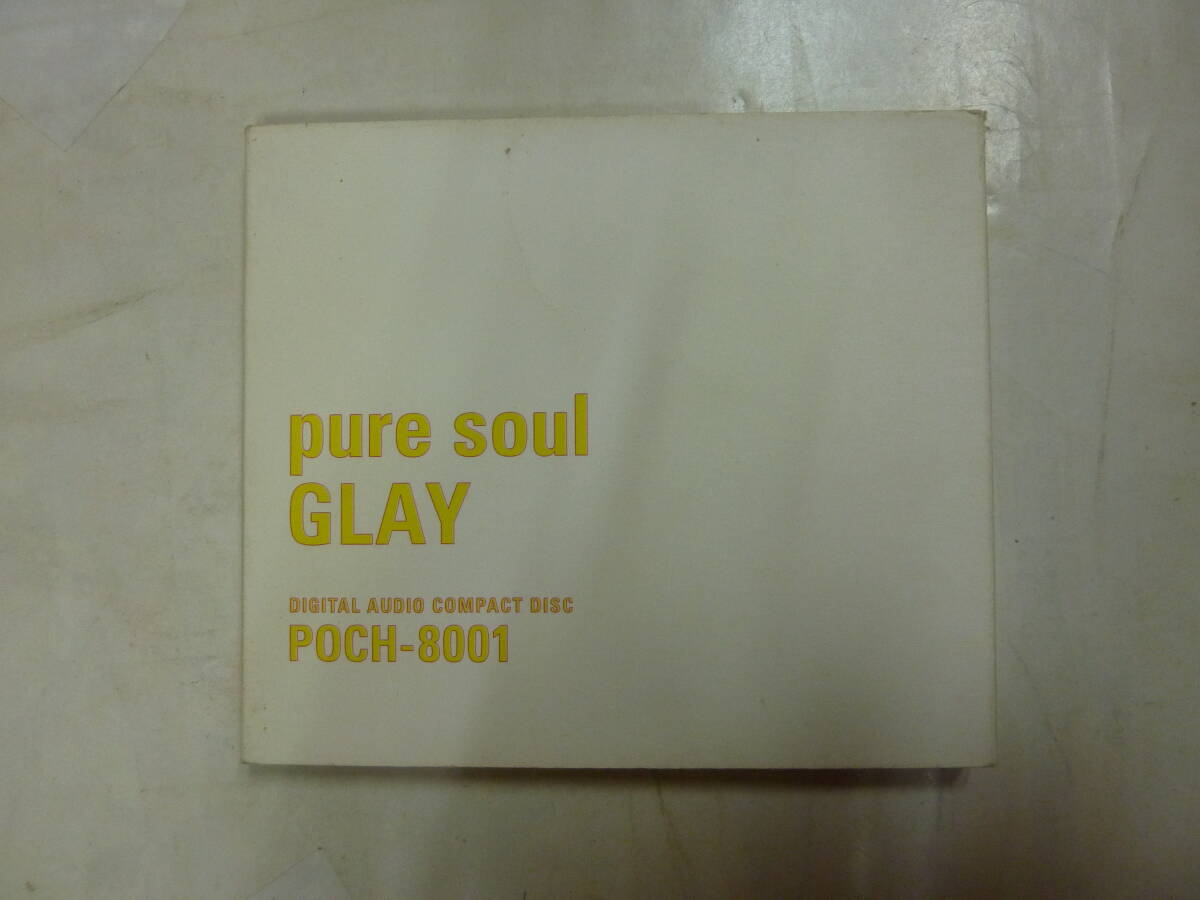 pure soul
GLAY
DIGITAL AUDIO COMPACT DISC
POCH-8001